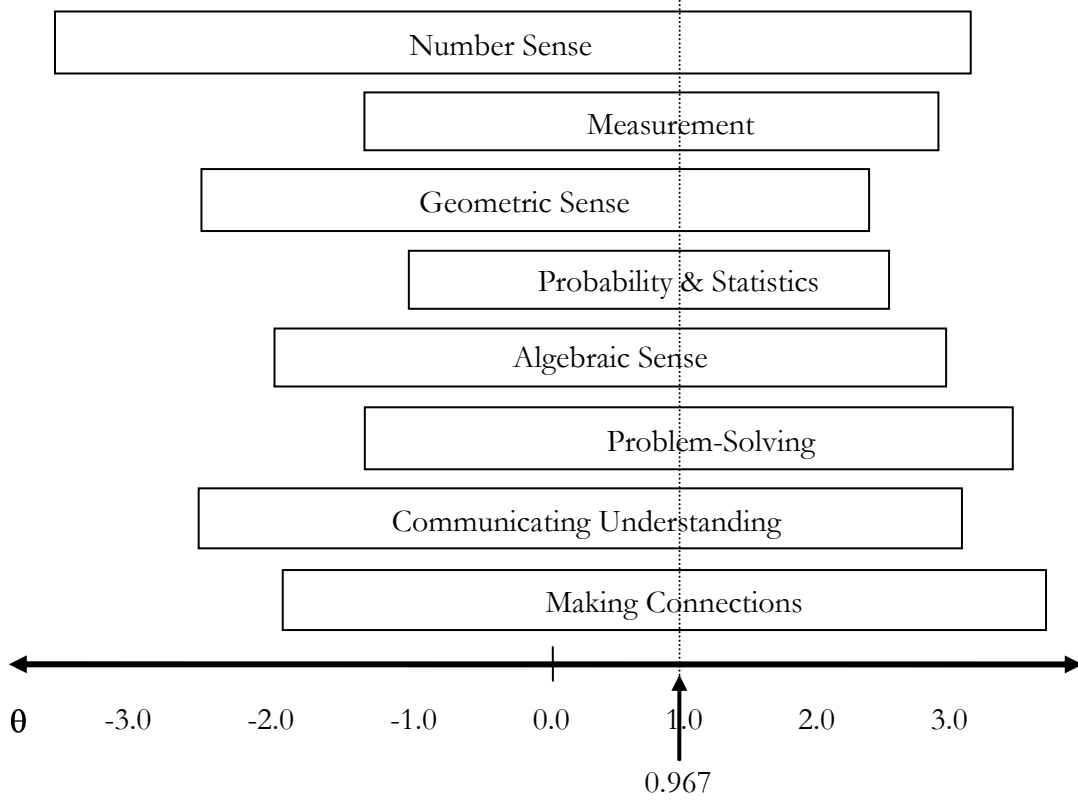 Number Sense
Measurement
Geometric Sense
Probability & Statistics
Algebraic Sense
Problem-Solving
Communicating Understanding
Making Connections
θ -3.0 -2.0 -1.0 0.0 1.0 2.0 3.0
0.967